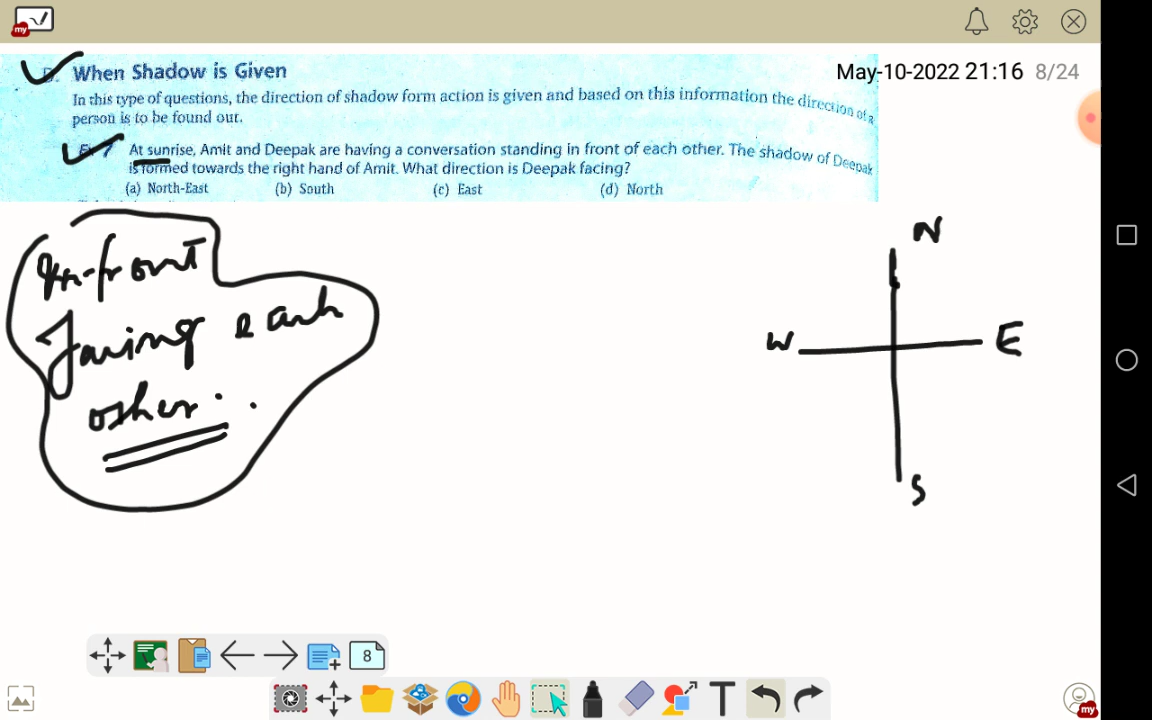 my
May-10-2022 21:16 8/24
When Shadow is Given
In this type of questions, the direction of shadow form action is given and based on this information the direction of a
person is to be found out.
At sunrise, Amit and Deepak are having a conversation standing in front of each other. The shadow of Deepak
is formed towards the right hand of Amit. What direction is Deepak facing?
(a) North-East (b) South (c) East (d) North
In-front
facing each
other.
N
W E
S
8
T
my